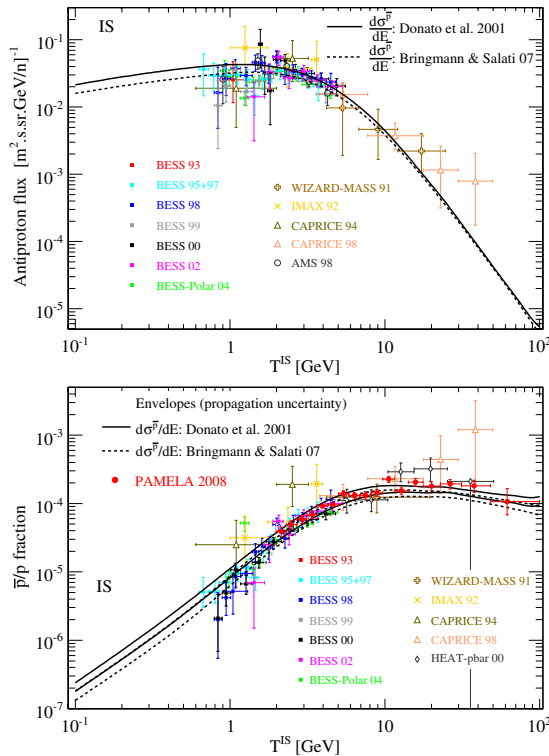 IS
dσ^p̅/dE: Donato et al. 2001
dσ^p̅/dE: Bringmann & Salati 07
Antiproton flux [m².s.sr.GeV/n]⁻¹
10⁻¹
10⁻²
10⁻³
10⁻⁴
10⁻⁵
BESS 93
BESS 95+97
BESS 98
BESS 99
BESS 00
BESS 02
BESS-Polar 04
WIZARD-MASS 91
IMAX 92
CAPRICE 94
CAPRICE 98
AMS 98
10⁻¹ 1 10 10²
T^IS [GeV]
Envelopes (propagation uncertainty)
dσ^p̅/dE: Donato et al. 2001
dσ^p̅/dE: Bringmann & Salati 07
PAMELA 2008
p̅/p fraction
10⁻³
10⁻⁴
10⁻⁵
10⁻⁶
10⁻⁷
IS
BESS 93
BESS 95+97
BESS 98
BESS 99
BESS 00
BESS 02
BESS-Polar 04
WIZARD-MASS 91
IMAX 92
CAPRICE 94
CAPRICE 98
HEAT-pbar 00
10⁻¹ 1 10 10²
T^IS [GeV]